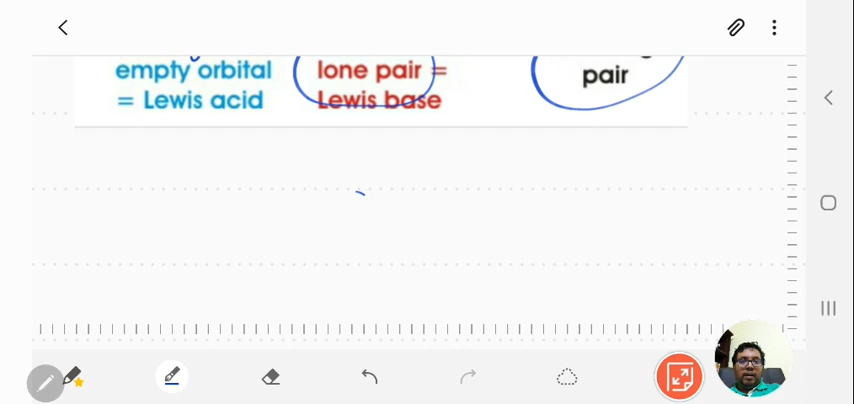 empty orbital
= Lewis acid
lone pair =
Lewis base
pair